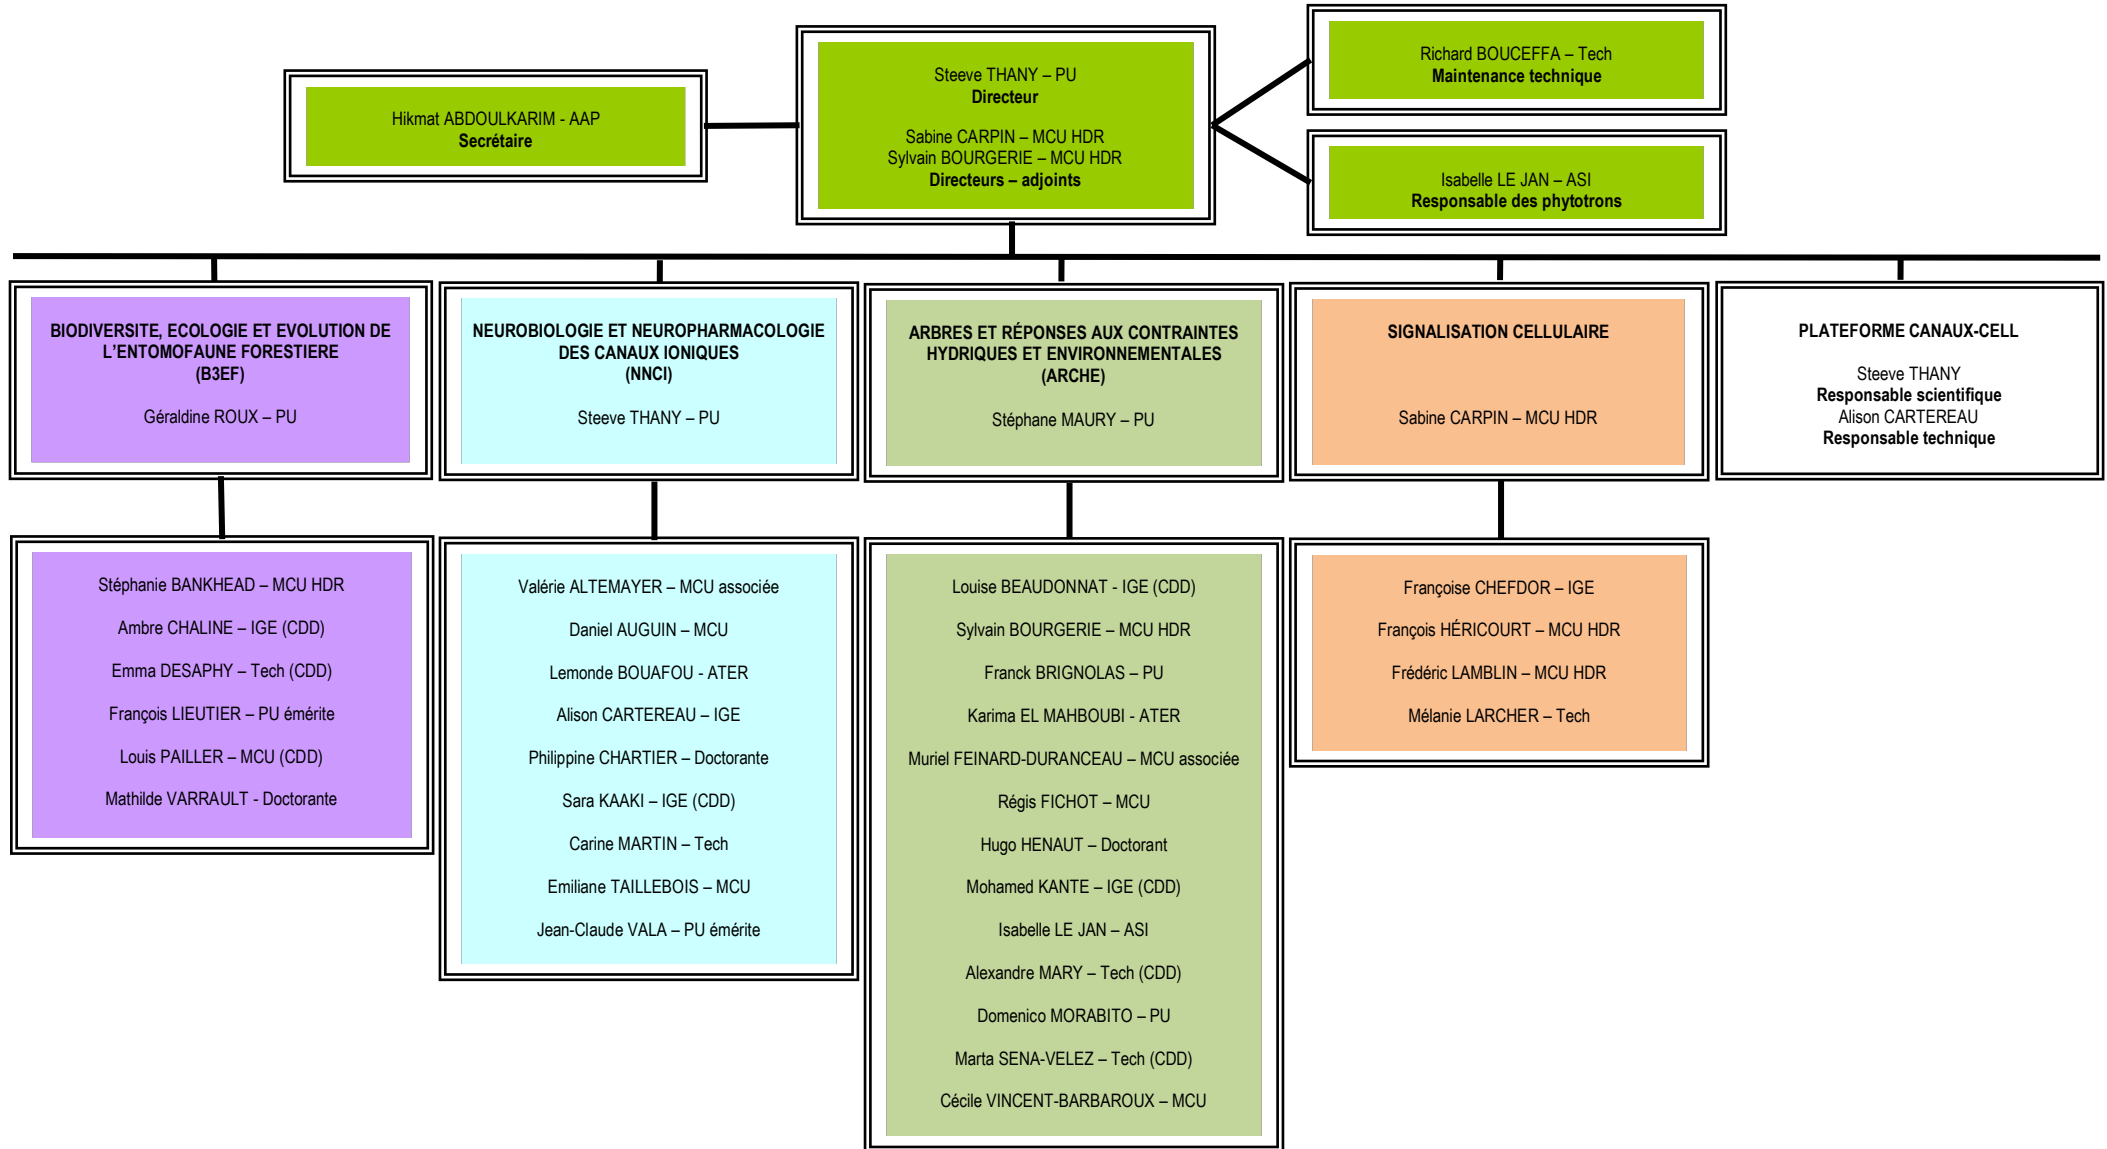 Hikmat ABDOULKARIM - AAP
Secrétaire
Steeve THANY – PU
Directeur
Sabine CARPIN – MCU HDR
Sylvain BOURGERIE – MCU HDR
Directeurs – adjoints
Richard BOUCEFFA – Tech
Maintenance technique
Isabelle LE JAN – ASI
Responsable des phytotrons
BIODIVERSITE, ECOLOGIE ET EVOLUTION DE
L’ENTOMOFAUNE FORESTIERE
(B3EF)
Géraldine ROUX – PU
NEUROBIOLOGIE ET NEUROPHARMACOLOGIE
DES CANAUX IONIQUES
(NNCI)
Steeve THANY – PU
ARBRES ET RÉPONSES AUX CONTRAINTES
HYDRIQUES ET ENVIRONNEMENTALES
(ARCHE)
Stéphane MAURY – PU
SIGNALISATION CELLULAIRE
Sabine CARPIN – MCU HDR
PLATEFORME CANAUX-CELL
Steeve THANY
Responsable scientifique
Alison CARTEREAU
Responsable technique
Stéphanie BANKHEAD – MCU HDR
Ambre CHALINE – IGE (CDD)
Emma DESAPHY – Tech (CDD)
François LIEUTIER – PU émérite
Louis PAILLER – MCU (CDD)
Mathilde VARRAULT - Doctorante
Valérie ALTEMAYER – MCU associée
Daniel AUGUIN – MCU
Lemonde BOUAFOU - ATER
Alison CARTEREAU – IGE
Philippine CHARTIER – Doctorante
Sara KAAKI – IGE (CDD)
Carine MARTIN – Tech
Emiliane TAILLEBOIS – MCU
Jean-Claude VALA – PU émérite
Louise BEAUDONNAT - IGE (CDD)
Sylvain BOURGERIE – MCU HDR
Franck BRIGNOLAS – PU
Karima EL MAHBOUBI - ATER
Muriel FEINARD-DURANCEAU – MCU associée
Régis FICHOT – MCU
Hugo HENAUT – Doctorant
Mohamed KANTE – IGE (CDD)
Isabelle LE JAN – ASI
Alexandre MARY – Tech (CDD)
Domenico MORABITO – PU
Marta SENA-VELEZ – Tech (CDD)
Cécile VINCENT-BARBAROUX – MCU
Françoise CHEFDOR – IGE
François HÉRICOURT – MCU HDR
Frédéric LAMBLIN – MCU HDR
Mélanie LARCHER – Tech